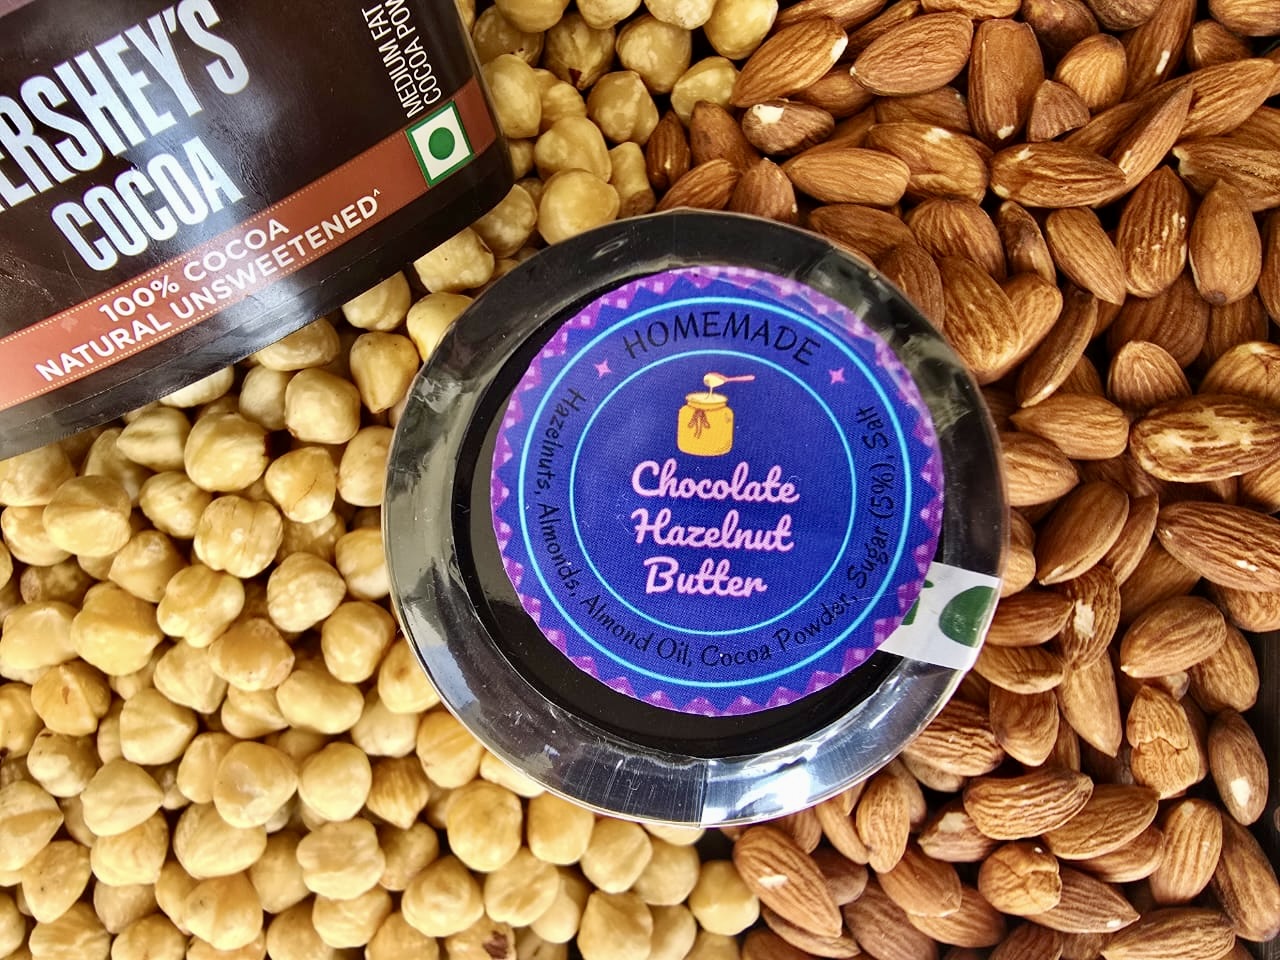 ERSHEY'S
COCOA
100% COCOA
NATURAL UNSWEETENED^
MEDIUM FAT
COCOA POW
HOMEMADE
Chocolate
Hazelnut
Butter
Hazelnuts, Almonds, Almond Oil, Cocoa Powder, Sugar (5%), Salt